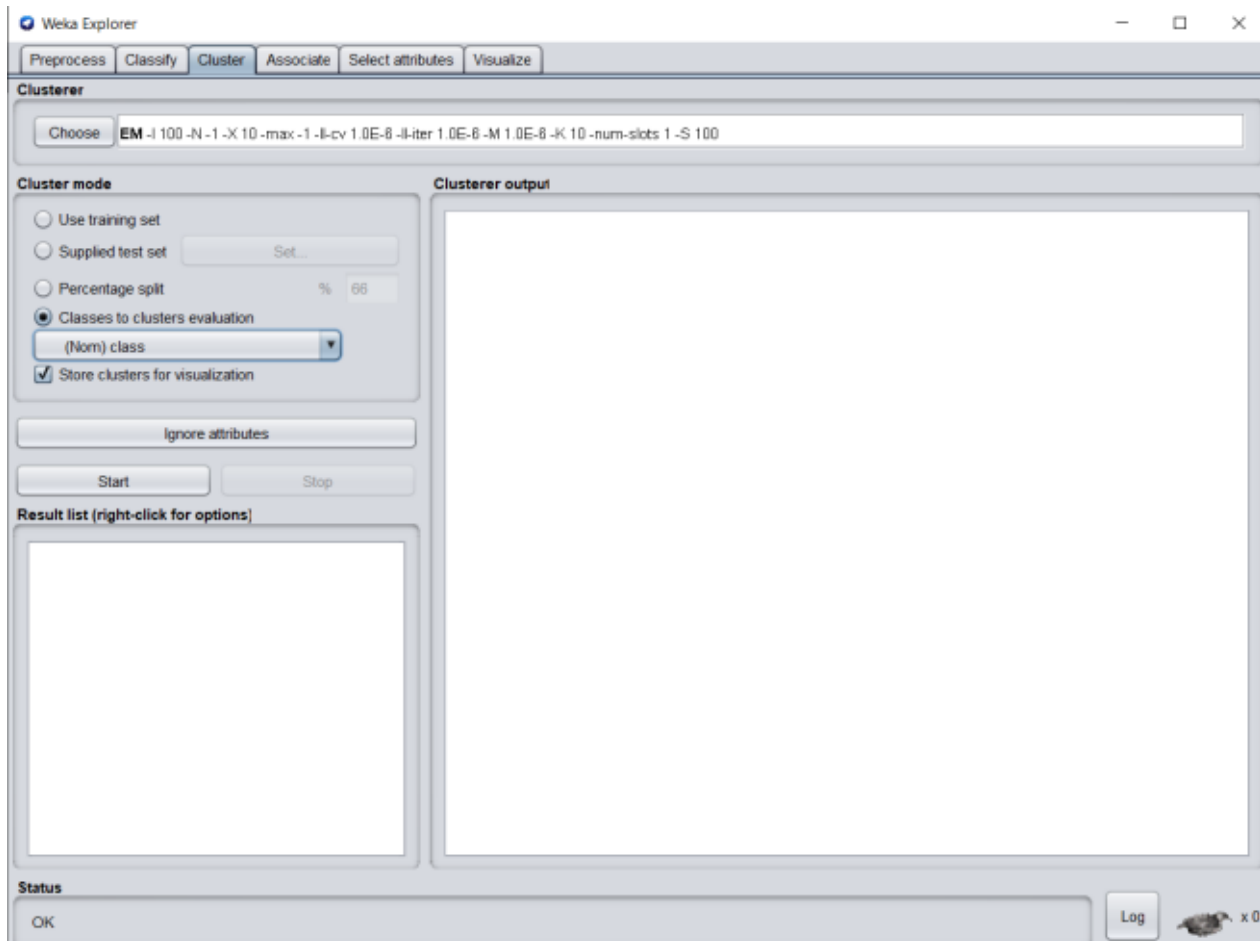 Weka Explorer
Preprocess Classify Cluster Associate Select attributes Visualize
Clusterer
Choose EM -I 100 -N -1 -X 10 -max -1 -ll-cv 1.0E-6 -ll-iter 1.0E-6 -M 1.0E-6 -K 10 -num-slots 1 -S 100
Cluster mode
Use training set
Supplied test set Set...
Percentage split % 66
Classes to clusters evaluation
(Nom) class
Store clusters for visualization
Ignore attributes
Start Stop
Result list (right-click for options)
Clusterer output
Status
OK
Log x 0